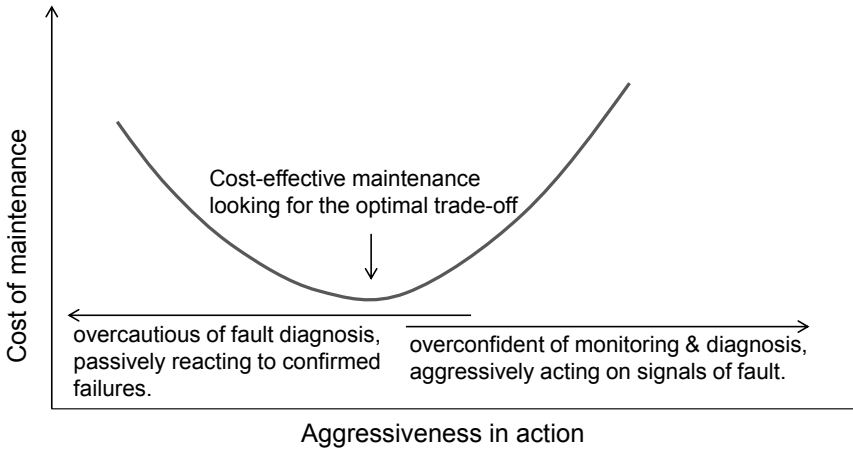 Cost of maintenance
Cost-effective maintenance
looking for the optimal trade-off
overcautious of fault diagnosis,
passively reacting to confirmed
failures.
overconfident of monitoring & diagnosis,
aggressively acting on signals of fault.
Aggressiveness in action